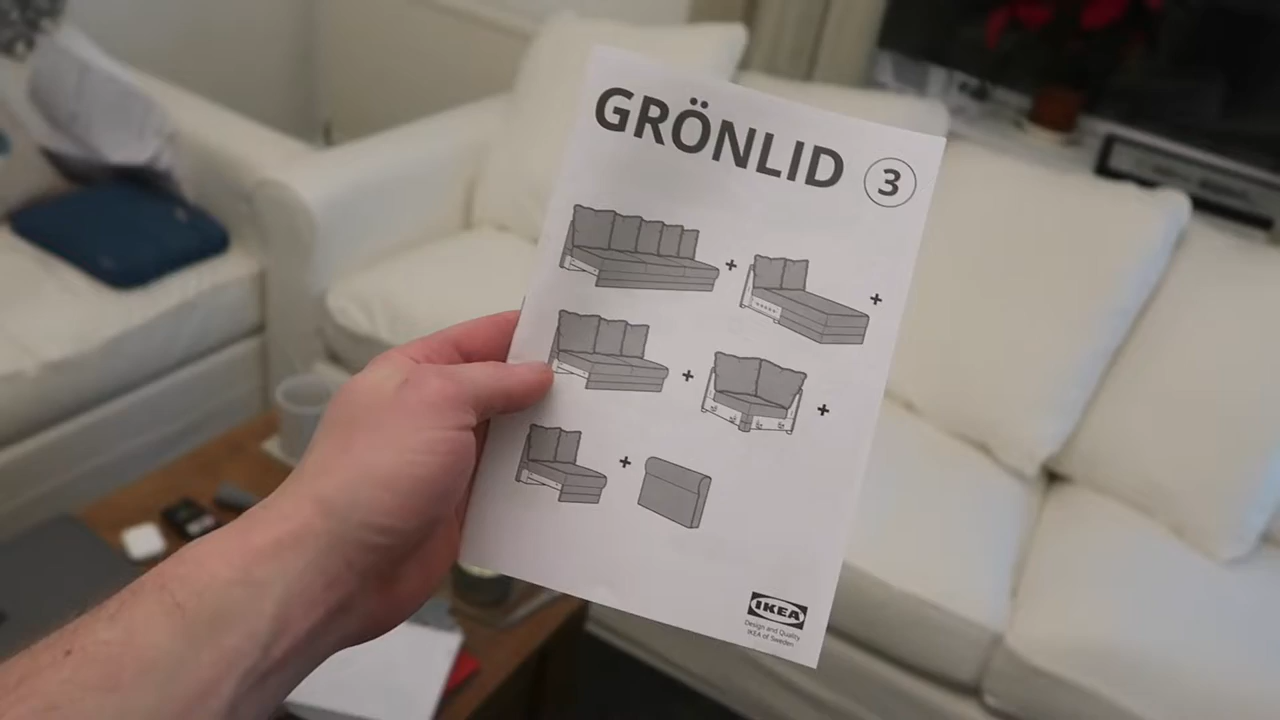 GRÖNLID 3
+
+
+
+
+
IKEA
Design and Quality
IKEA of Sweden